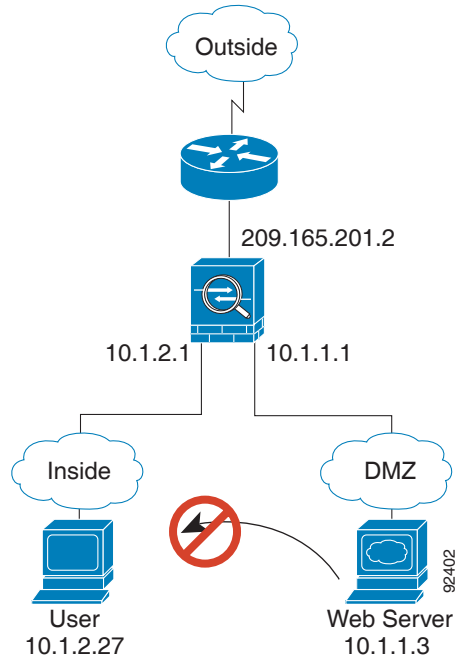 Outside
209.165.201.2
10.1.2.1
10.1.1.1
Inside
DMZ
User
10.1.2.27
Web Server
10.1.1.3
92402